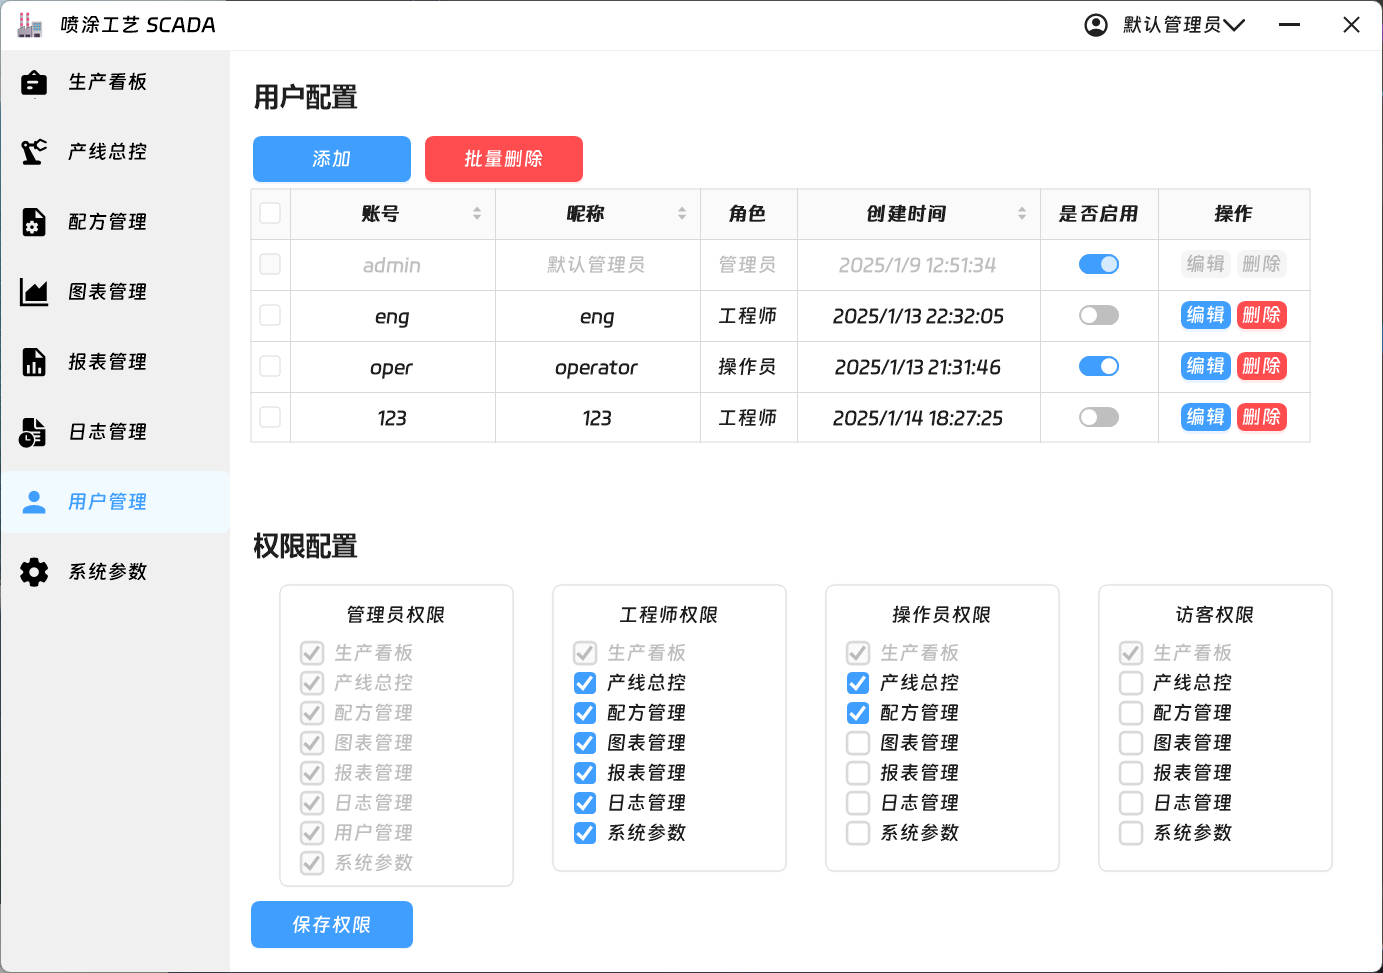 喷涂工艺 SCADA
默认管理员
生产看板
产线总控
配方管理
图表管理
报表管理
日志管理
用户管理
系统参数
用户配置
添加 批量删除
账号 昵称 角色 创建时间 是否启用 操作
admin 默认管理员 管理员 2025/1/9 12:51:34 编辑 删除
eng eng 工程师 2025/1/13 22:32:05 编辑 删除
oper operator 操作员 2025/1/13 21:31:46 编辑 删除
123 123 工程师 2025/1/14 18:27:25 编辑 删除
权限配置
管理员权限
生产看板
产线总控
配方管理
图表管理
报表管理
日志管理
用户管理
系统参数
工程师权限
生产看板
产线总控
配方管理
图表管理
报表管理
日志管理
系统参数
操作员权限
生产看板
产线总控
配方管理
图表管理
报表管理
日志管理
系统参数
访客权限
生产看板
产线总控
配方管理
图表管理
报表管理
日志管理
系统参数
保存权限